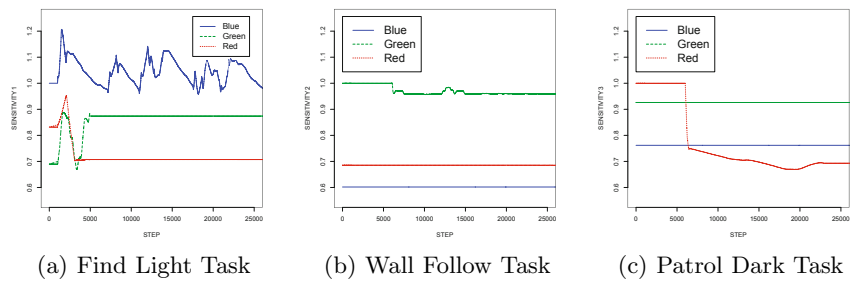 Blue
Green
Red
SENSITIVITY1
1.2
1.1
1.0
0.9
0.8
0.7
0.6
0 5000 10000 15000 20000 25000
STEP
(a) Find Light Task
Blue
Green
Red
SENSITIVITY2
1.2
1.1
1.0
0.9
0.8
0.7
0.6
0 5000 10000 15000 20000 25000
STEP
(b) Wall Follow Task
Blue
Green
Red
SENSITIVITY3
1.2
1.1
1.0
0.9
0.8
0.7
0.6
0 5000 10000 15000 20000 25000
STEP
(c) Patrol Dark Task